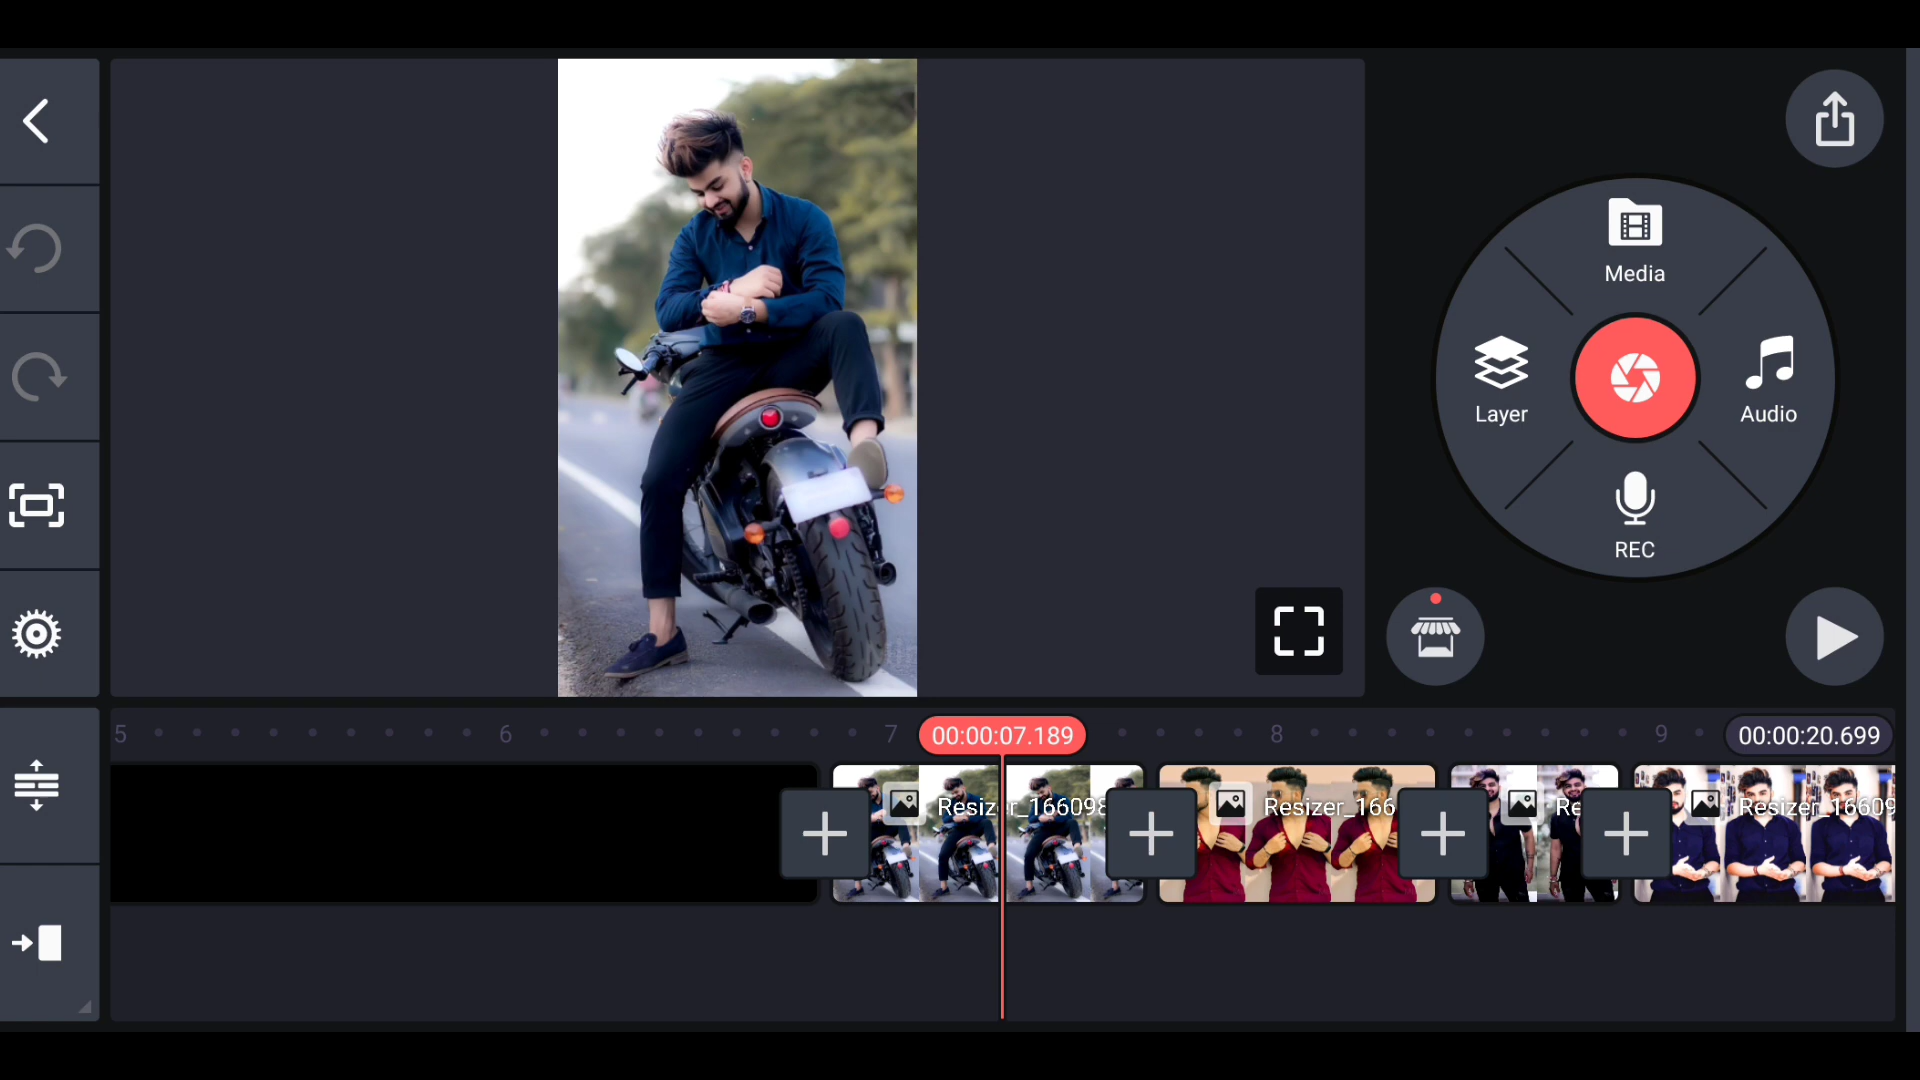 Media
Layer
Audio
REC
5 6 7 00:00:07.189 8 9 00:00:20.699
Resizer_166098
Resizer_166
Re
Resizer_16609